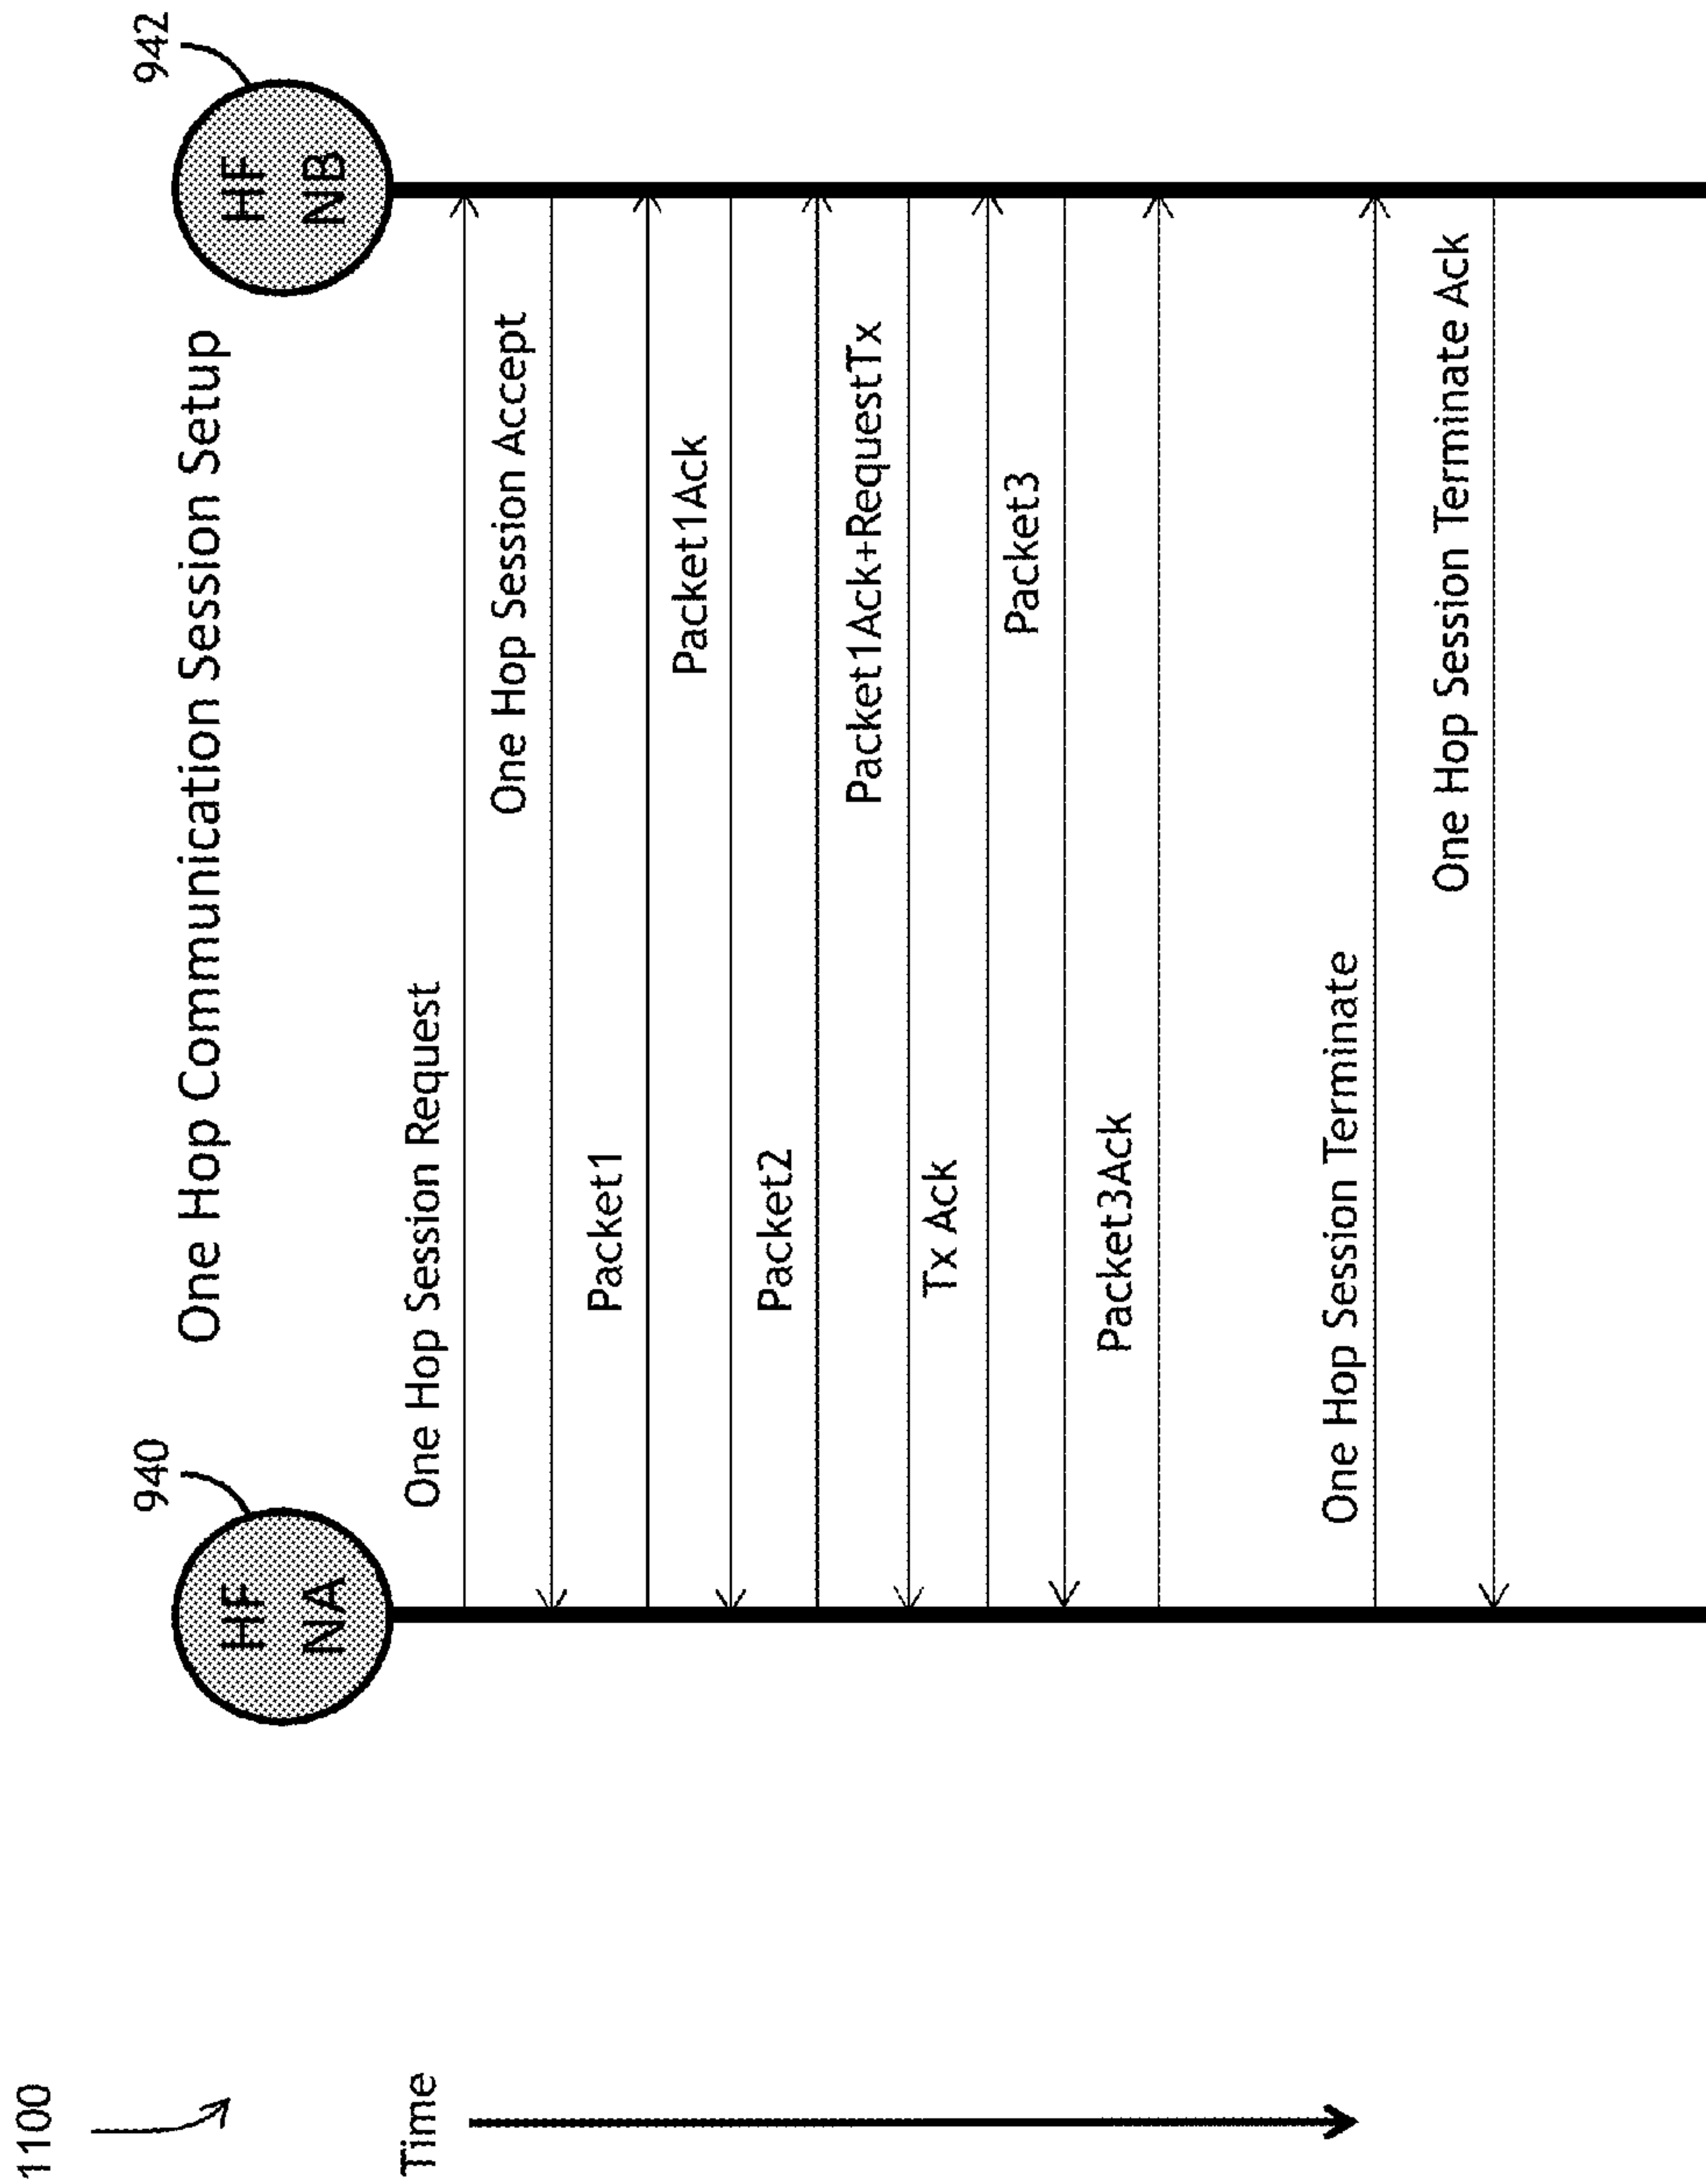 1100
940
One Hop Communication Session Setup
942
HF
NA
HF
NB
Time
One Hop Session Request
One Hop Session Accept
Packet1
Packet1Ack
Packet2
Packet1Ack+RequestTx
Tx Ack
Packet3
Packet3Ack
One Hop Session Terminate
One Hop Session Terminate Ack